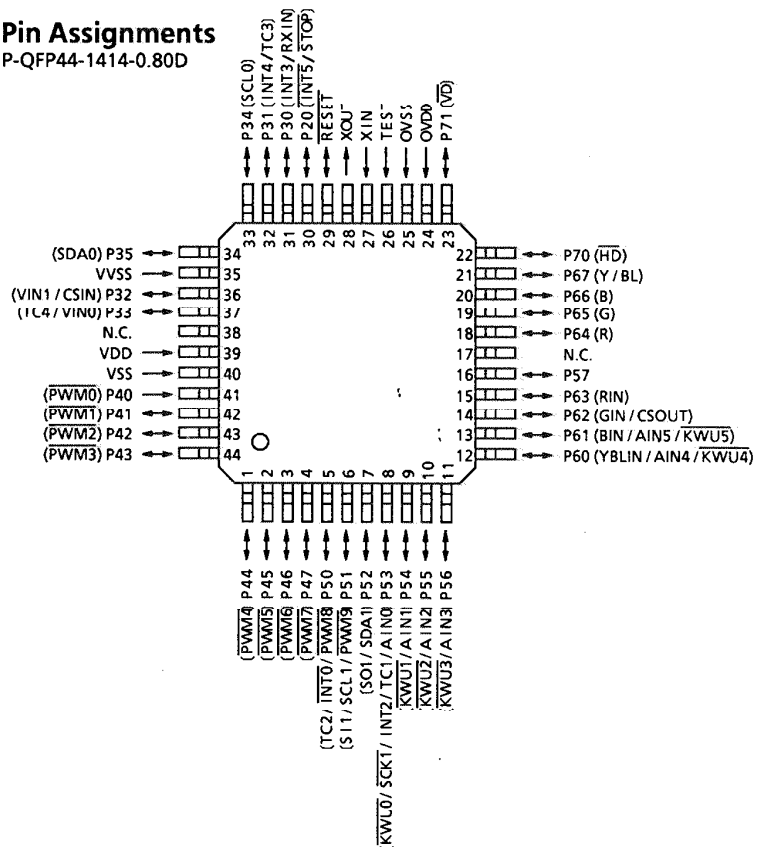 Pin Assignments
P-QFP44-1414-0.80D
P34 (SCL0)
P31 (INT4/TC3)
P30 (INT3/RXIN)
P20 (INT5/STOP)
RESET
XOU
XIN
TES
OVSS
OVDD
P71 (VD)
33
32
31
30
29
28
27
26
25
24
23
(SDA0) P35 34
VVSS 35
(VIN1/CSIN) P32 36
(TC4/VIN0) P33 37
N.C. 38
VDD 39
VSS 40
(PWM0) P40 41
(PWM1) P41 42
(PWM2) P42 43
(PWM3) P43 44
22 P70 (HD)
21 P67 (Y/BL)
20 P66 (B)
19 P65 (G)
18 P64 (R)
17 N.C.
16 P57
15 P63 (RIN)
14 P62 (GIN/CSOUT)
13 P61 (BIN/AIN5/KWU5)
12 P60 (YBLIN/AIN4/KWU4)
1
2
3
4
5
6
7
8
9
10
11
(PWM4) P44
(PWM5) P45
(PWM6) P46
(PWM7) P47
(TC2/INT0/PWM8) P50
(SI1/SCL1/PWM9) P51
(SO1/SDA1) P52
(KWU0/SCK1/INT2/TC1/AIN0) P53
(KWU1/AIN1) P54
(KWU2/AIN2) P55
(KWU3/AIN3) P56